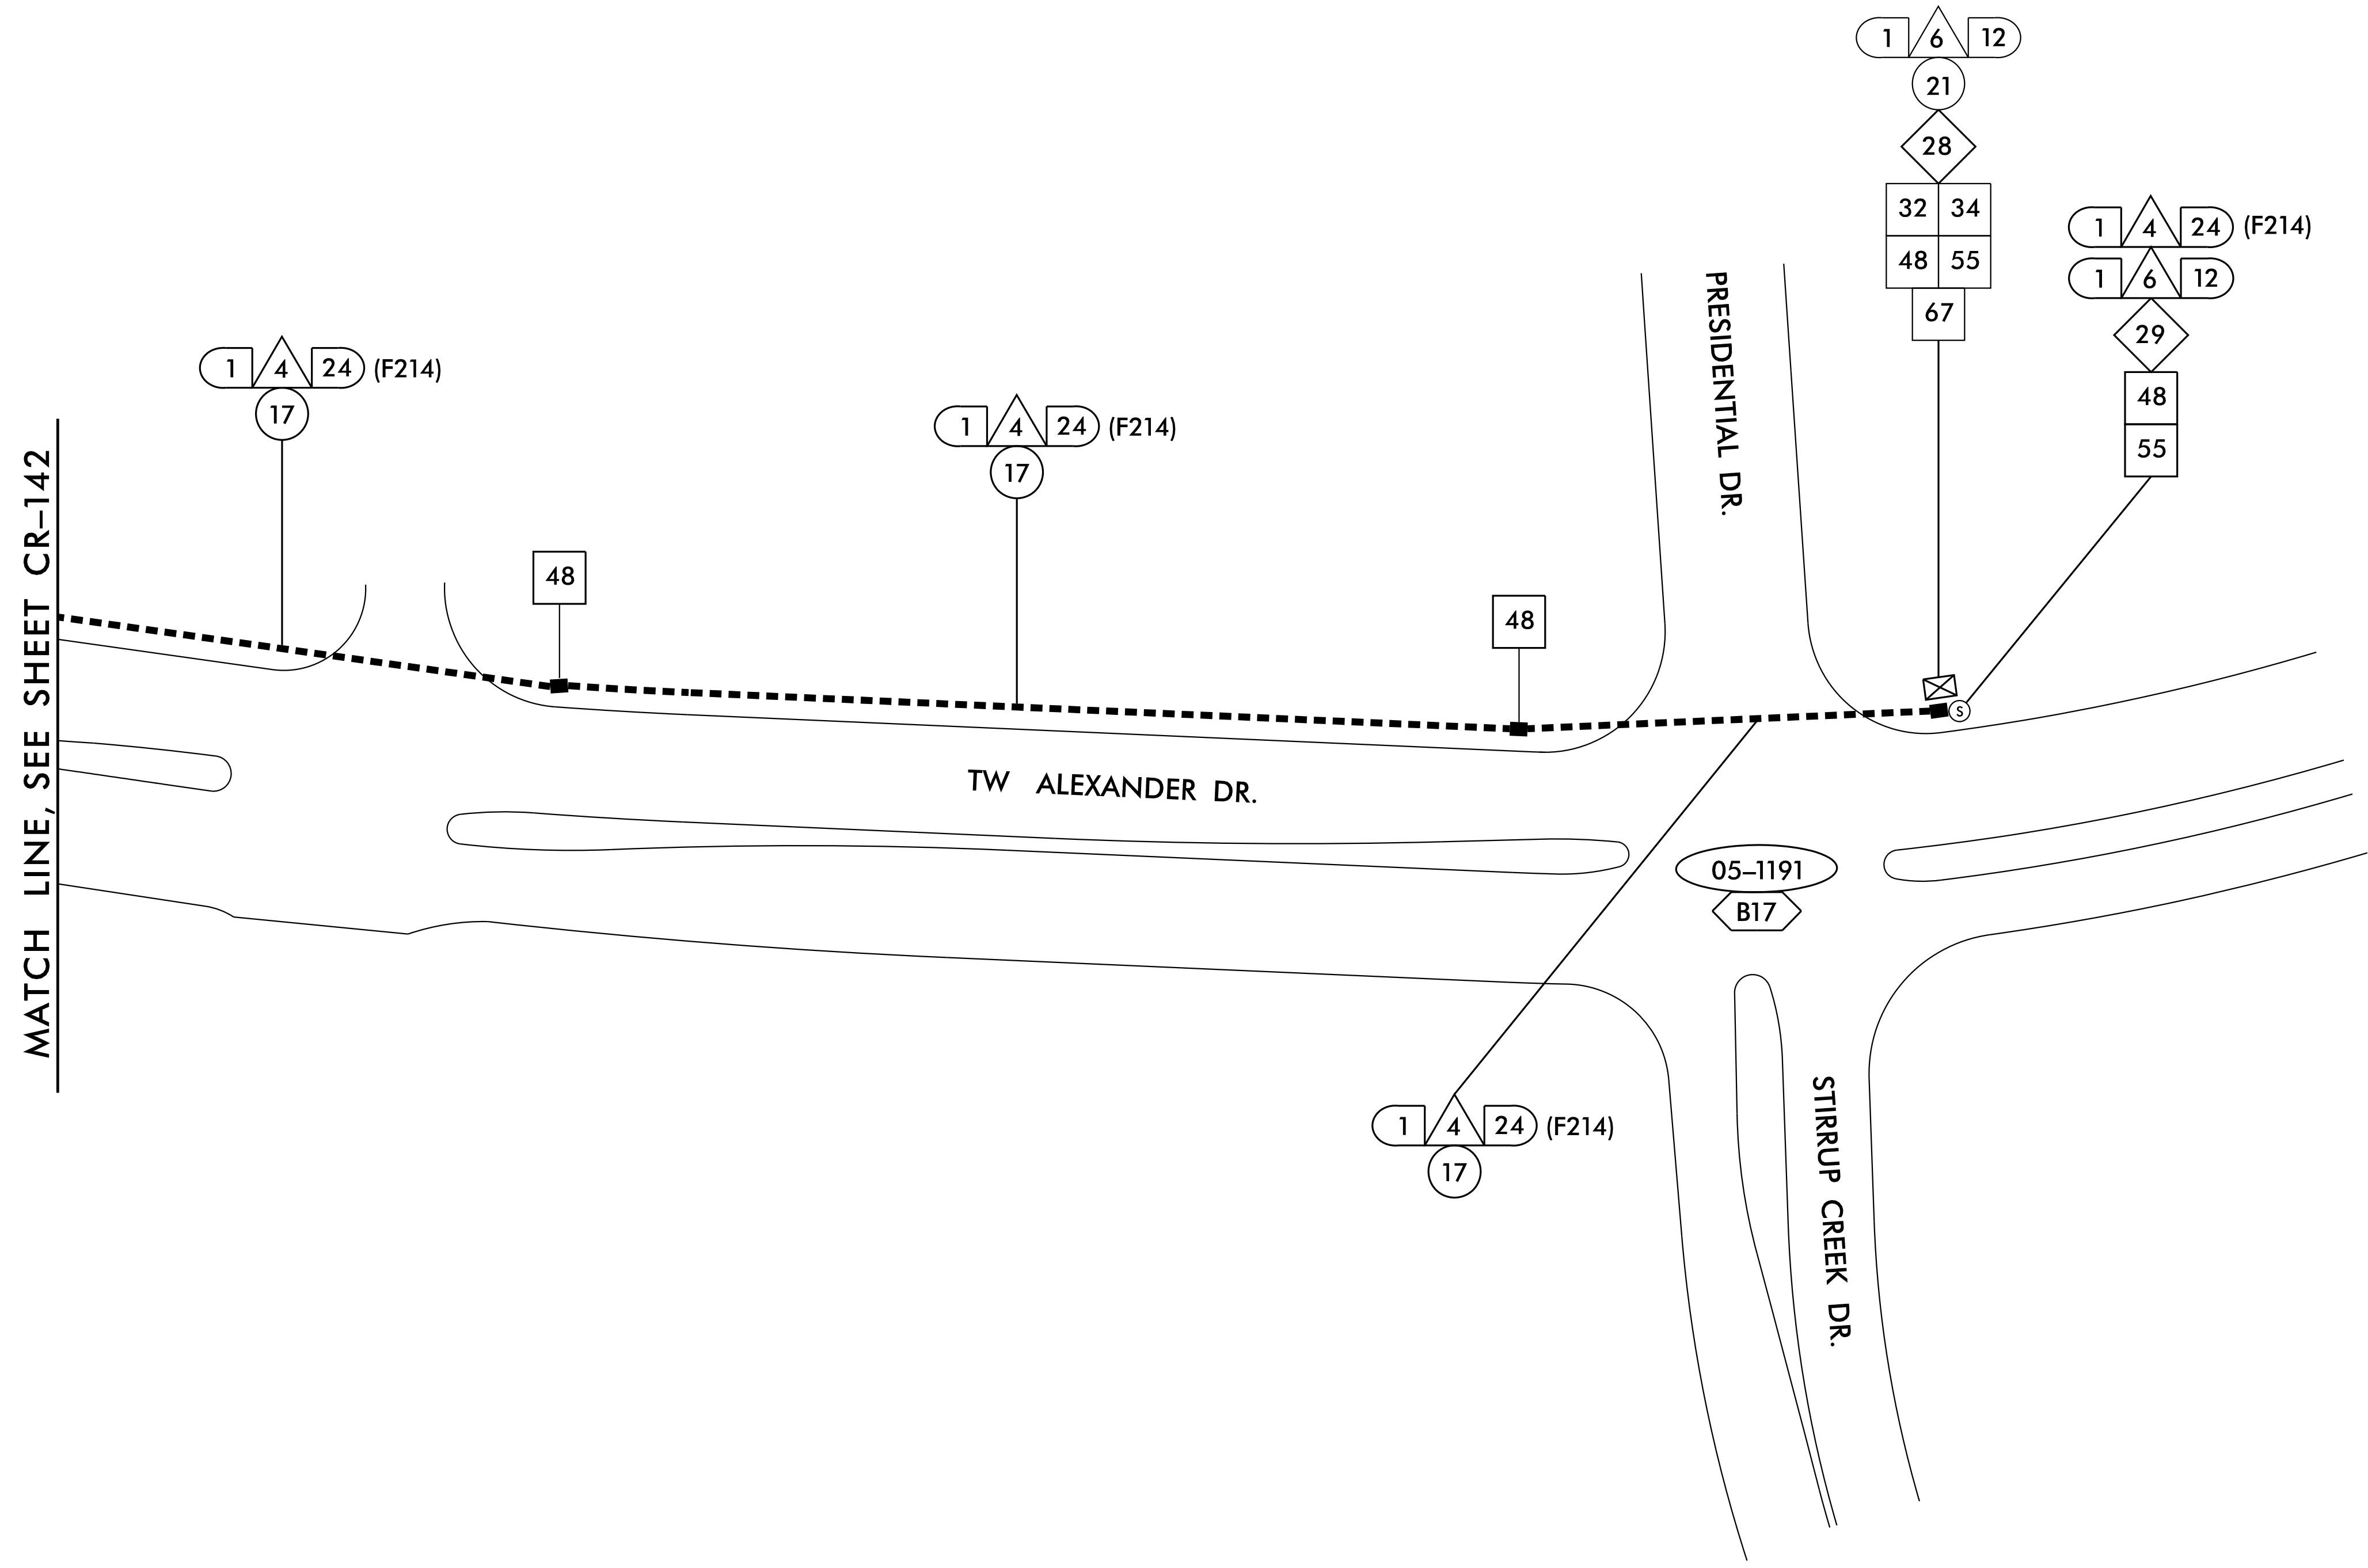 1 6 12
21
28
32 34
48 55
67
1 4 24 (F214)
1 6 12
29
48
55
1 4 24 (F214)
17
1 4 24 (F214)
17
48
48
PRESIDENTIAL DR.
MATCH LINE, SEE SHEET CR–142
S
TW ALEXANDER DR.
05–1191
B17
1 4 24 (F214)
17
STIRRUP CREEK DR.